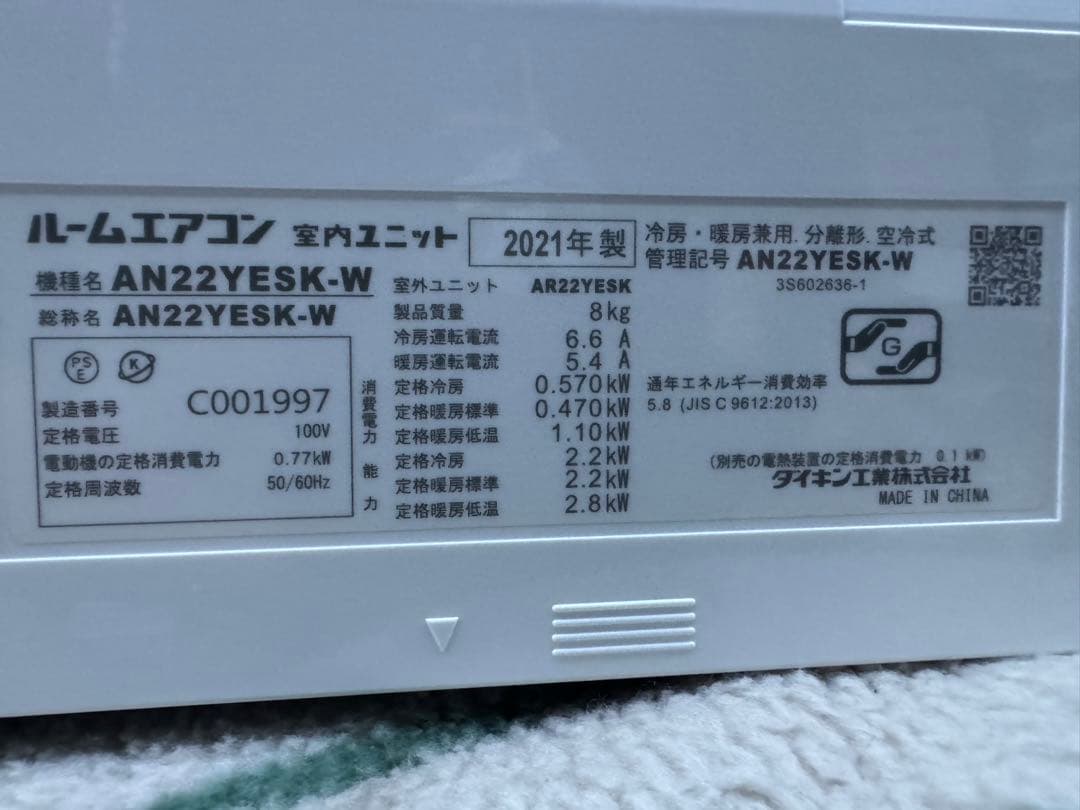 ルームエアコン 室内ユニット 2021年 製
冷房・暖房兼用. 分離形. 空冷式
管理記号 AN22YESK-W
3S602636-1
機種名 AN22YESK-W
総称名 AN22YESK-W
PS
E
K
製造番号 C001997
定格電圧 100V
電動機の定格消費電力 0.77kW
定格周波数 50/60Hz
室外ユニット AR22YESK
製品質量 8kg
冷房運転電流 6.6 A
暖房運転電流 5.4 A
消費電力
定格冷房 0.570kW
定格暖房標準 0.470kW
定格暖房低温 1.10kW
能力
定格冷房 2.2kW
定格暖房標準 2.2kW
定格暖房低温 2.8kW
G
通年エネルギー消費効率
5.8 (JIS C 9612:2013)
(別売の電熱装置の定格消費電力 0.1 kW)
ダイキン工業株式会社
MADE IN CHINA